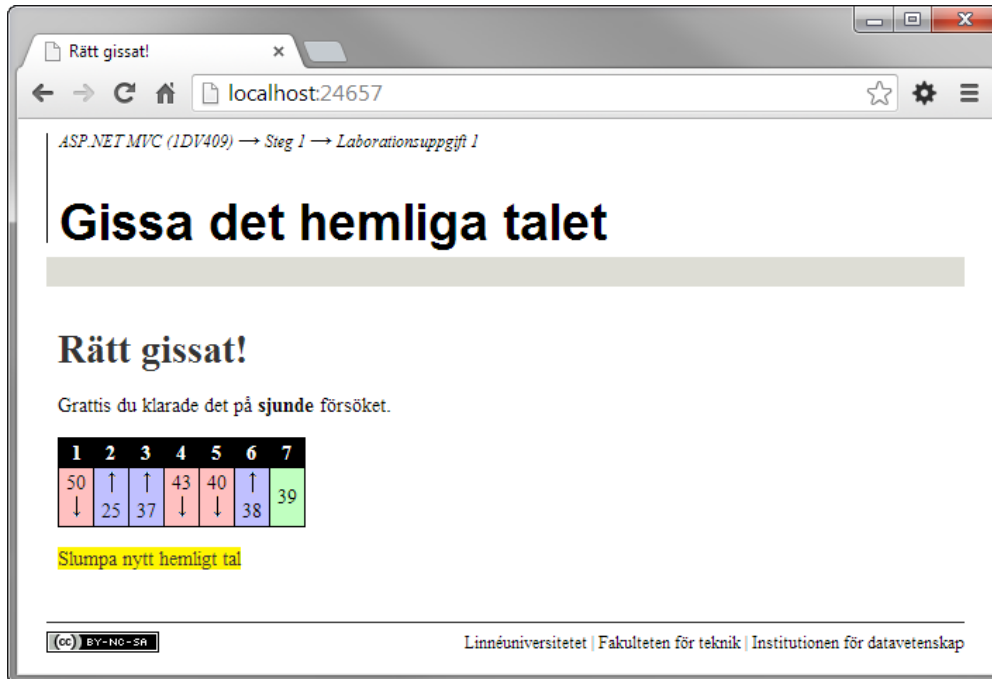 Rätt gissat!
localhost:24657
ASP.NET MVC (1DV409) → Steg 1 → Laborationsuppgift 1
Gissa det hemliga talet
Rätt gissat!
Grattis du klarade det på sjunde försöket.
1 2 3 4 5 6 7
50 ↑ ↑ 43 40 ↑ 39
↓ 25 37 ↓ ↓ 38
Slumpa nytt hemligt tal
(cc) BY-NC-SA
Linnéuniversitetet | Fakulteten för teknik | Institutionen för datavetenskap